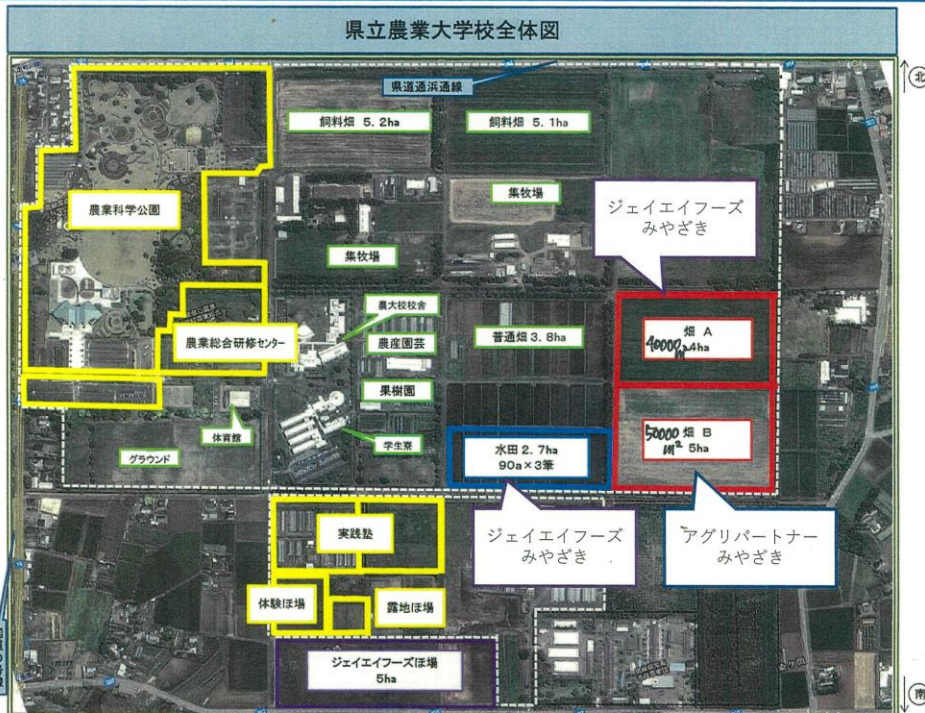 県立農業大学校全体図
北
県道通浜通線
飼料畑 5.2ha
飼料畑 5.1ha
農業科学公園
集牧場
集牧場
ジェイエイフーズ
みやざき
農大校校舎
農業総合研修センター
農産園芸
普通畑 3.8ha
畑 A
40000㎡ 4ha
果樹園
体育館
学生寮
グラウンド
水田 2.7ha
90a×3筆
50000 畑 B
m² 5ha
実践塾
ジェイエイフーズ
みやざき
アグリパートナー
みやざき
体験ほ場
露地ほ場
ジェイエイフーズほ場
5ha
南